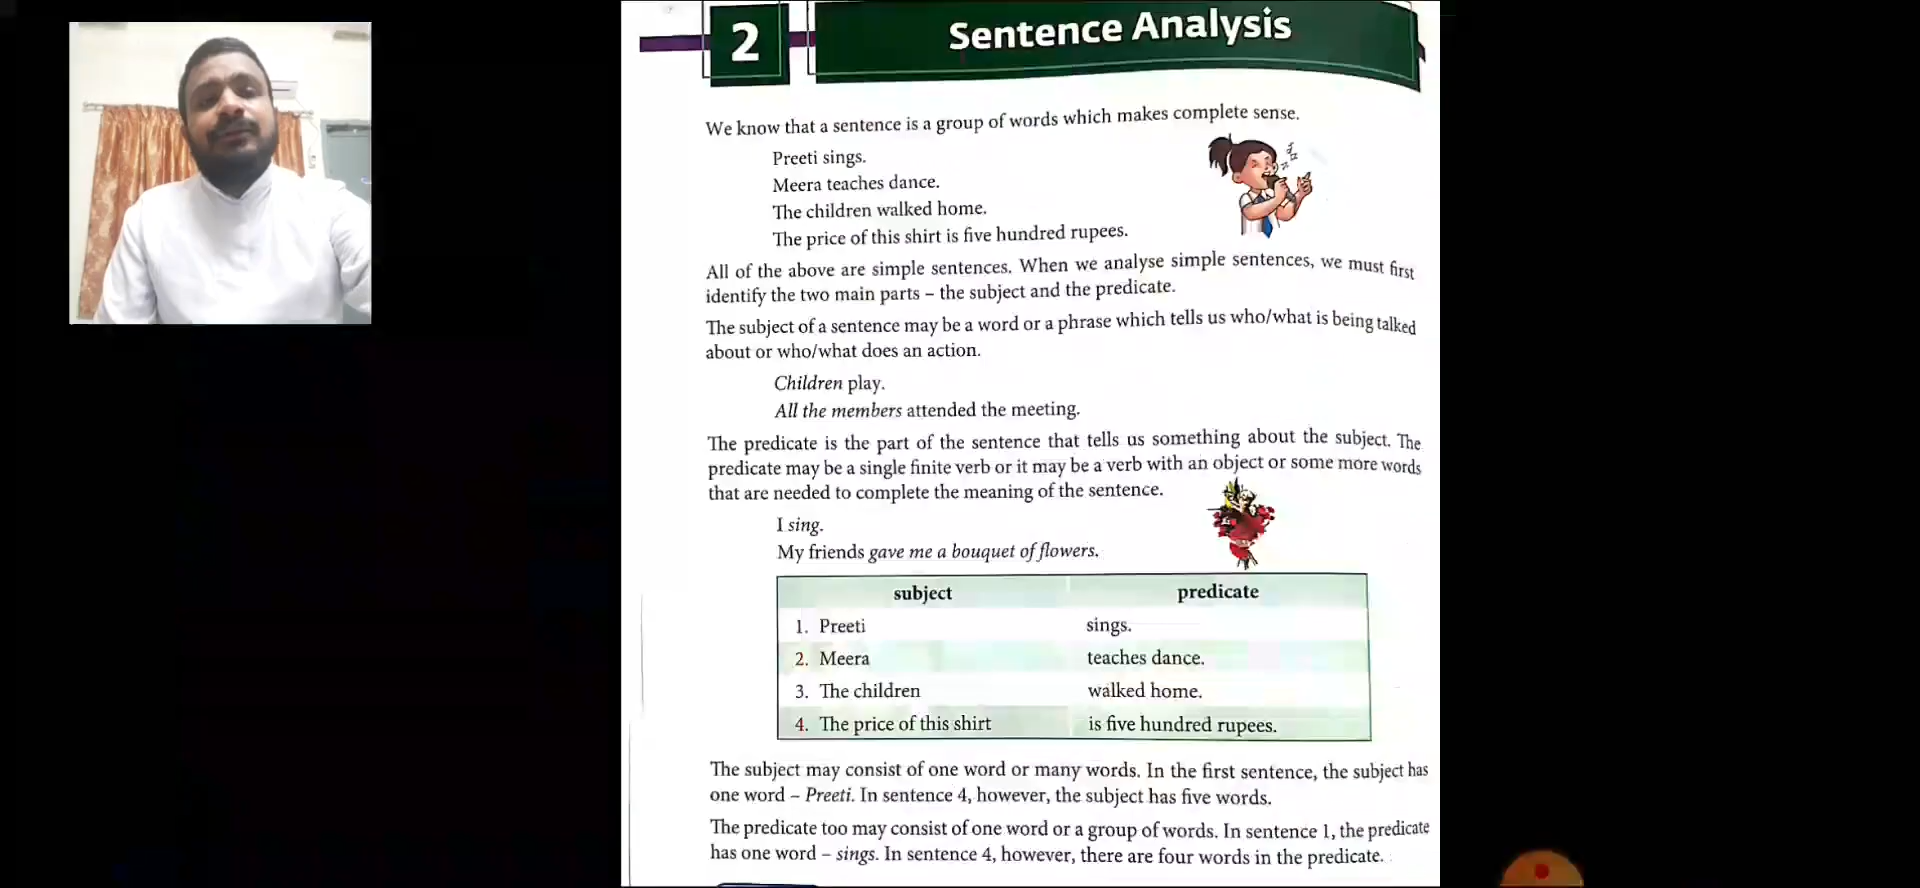 2
Sentence Analysis
We know that a sentence is a group of words which makes complete sense.
Preeti sings.
Meera teaches dance.
The children walked home.
The price of this shirt is five hundred rupees.
All of the above are simple sentences. When we analyse simple sentences, we must first
identify the two main parts – the subject and the predicate.
The subject of a sentence may be a word or a phrase which tells us who/what is being talked
about or who/what does an action.
Children play.
All the members attended the meeting.
The predicate is the part of the sentence that tells us something about the subject. The
predicate may be a single finite verb or it may be a verb with an object or some more words
that are needed to complete the meaning of the sentence.
I sing.
My friends gave me a bouquet of flowers.
subject predicate
1. Preeti sings.
2. Meera teaches dance.
3. The children walked home.
4. The price of this shirt is five hundred rupees.
The subject may consist of one word or many words. In the first sentence, the subject has
one word – Preeti. In sentence 4, however, the subject has five words.
The predicate too may consist of one word or a group of words. In sentence 1, the predicate
has one word – sings. In sentence 4, however, there are four words in the predicate.